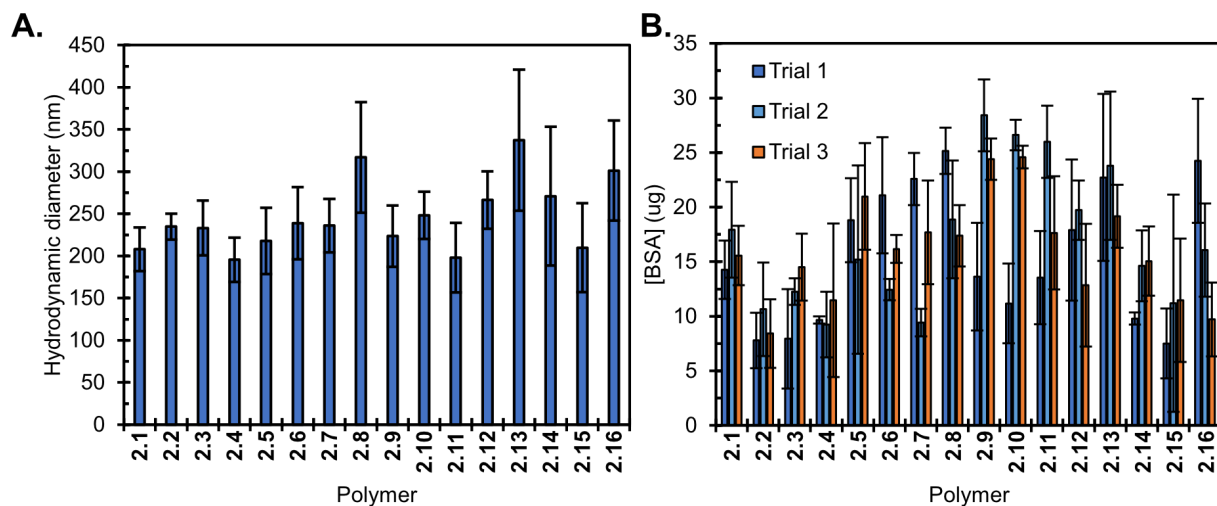 A.
450
400
350
300
250
200
150
100
50
0
Hydrodynamic diameter (nm)
2.1 2.2 2.3 2.4 2.5 2.6 2.7 2.8 2.9 2.10 2.11 2.12 2.13 2.14 2.15 2.16
Polymer
B.
35
30
25
20
15
10
5
0
[BSA] (ug)
Trial 1
Trial 2
Trial 3
2.1 2.2 2.3 2.4 2.5 2.6 2.7 2.8 2.9 2.10 2.11 2.12 2.13 2.14 2.15 2.16
Polymer